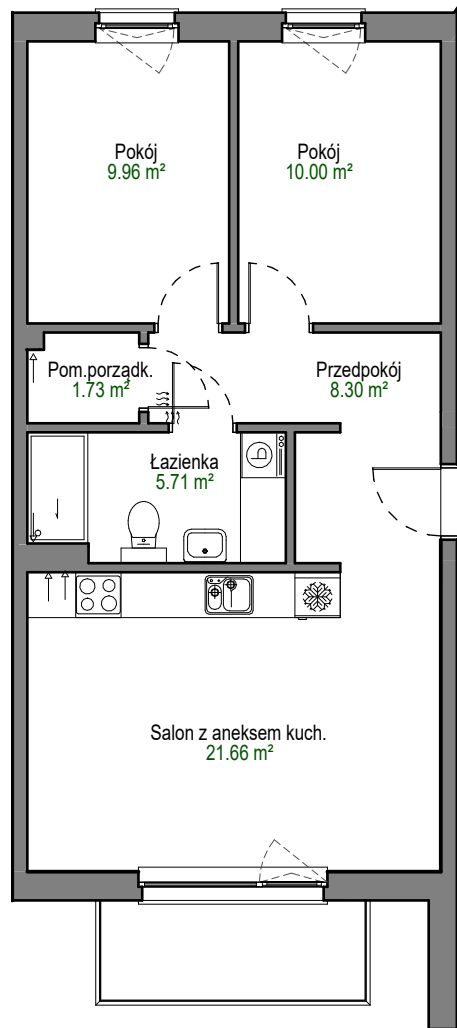 Pokój
9.96 m²
Pokój
10.00 m²
Pom.porządk.
1.73 m²
Przedpokój
8.30 m²
Łazienka
5.71 m²
Salon z aneksem kuch.
21.66 m²